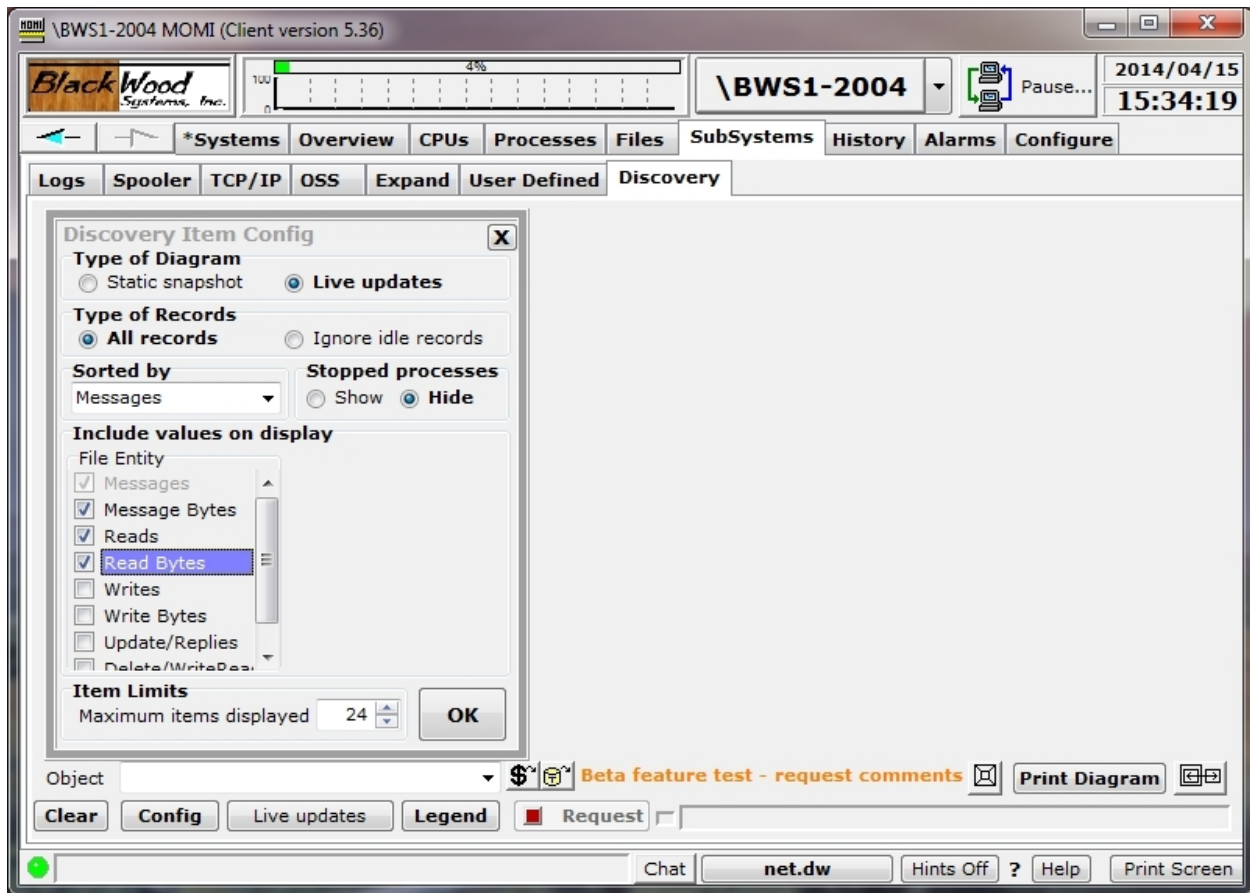 MOMI \BWS1-2004 MOMI (Client version 5.36)
BlackWood Systems, Inc.
100
0
4%
\BWS1-2004
Pause...
2014/04/15
15:34:19
*Systems Overview CPUs Processes Files SubSystems History Alarms Configure
Logs Spooler TCP/IP OSS Expand User Defined Discovery
Discovery Item Config X
Type of Diagram
Static snapshot Live updates
Type of Records
All records Ignore idle records
Sorted by Stopped processes
Messages Show Hide
Include values on display
File Entity
Messages
Message Bytes
Reads
Read Bytes
Writes
Write Bytes
Update/Replies
Delete/WriteRea
Item Limits
Maximum items displayed 24 OK
Object $ Beta feature test - request comments Print Diagram
Clear Config Live updates Legend Request
Chat net.dw Hints Off ? Help Print Screen